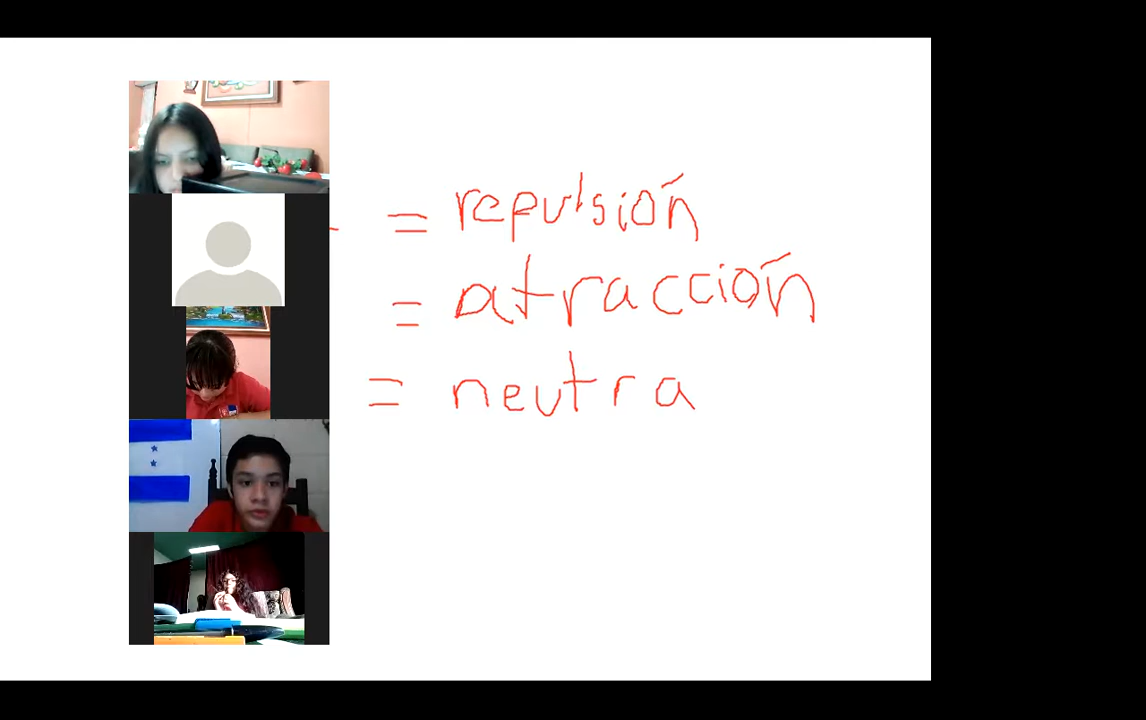 - = repulsión
= atracción
= neutra